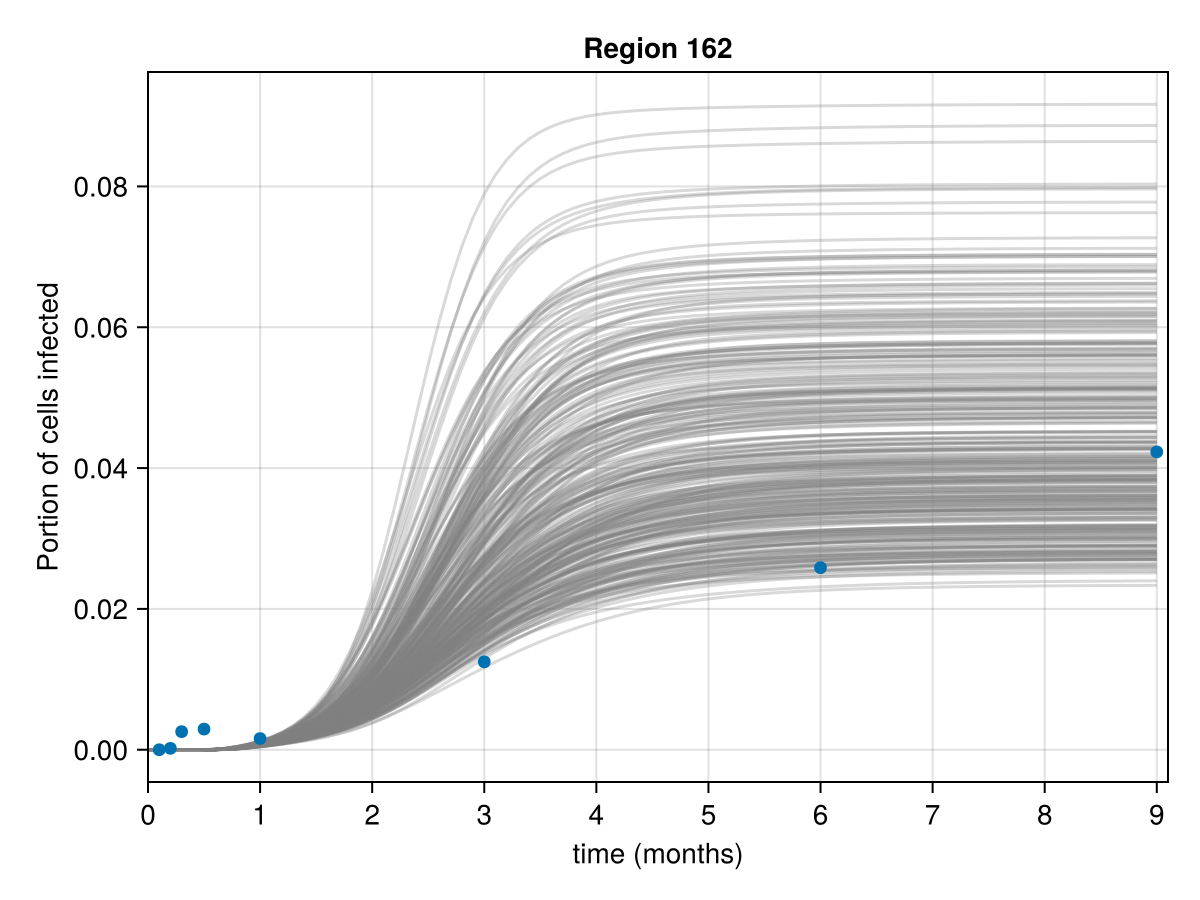 Region 162
Portion of cells infected
0.08
0.06
0.04
0.02
0.00
0 1 2 3 4 5 6 7 8 9
time (months)